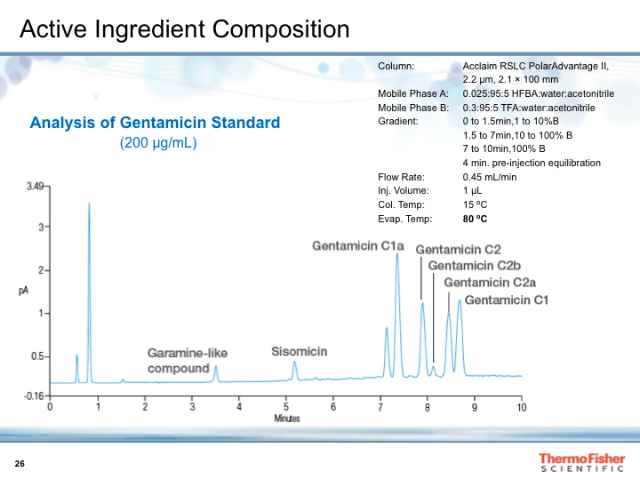 Active Ingredient Composition
Column: Acclaim RSLC PolarAdvantage II,
2.2 µm, 2.1 × 100 mm
Mobile Phase A: 0.025:95:5 HFBA:water:acetonitrile
Mobile Phase B: 0.3:95:5 TFA:water:acetonitrile
Gradient: 0 to 1.5min,1 to 10%B
1.5 to 7min,10 to 100% B
7 to 10min,100% B
4 min. pre-injection equilibration
Flow Rate: 0.45 mL/min
Inj. Volume: 1 µL
Col. Temp: 15 ºC
Evap. Temp: 80 ºC
Analysis of Gentamicin Standard
(200 µg/mL)
3.49
3
2
pA
1
0.5
-0.16
Gentamicin C1a
Gentamicin C2
Gentamicin C2b
Gentamicin C2a
Gentamicin C1
Garamine-like
compound
Sisomicin
0 1 2 3 4 5 6 7 8 9 10
Minutes
26
ThermoFisher
SCIENTIFIC